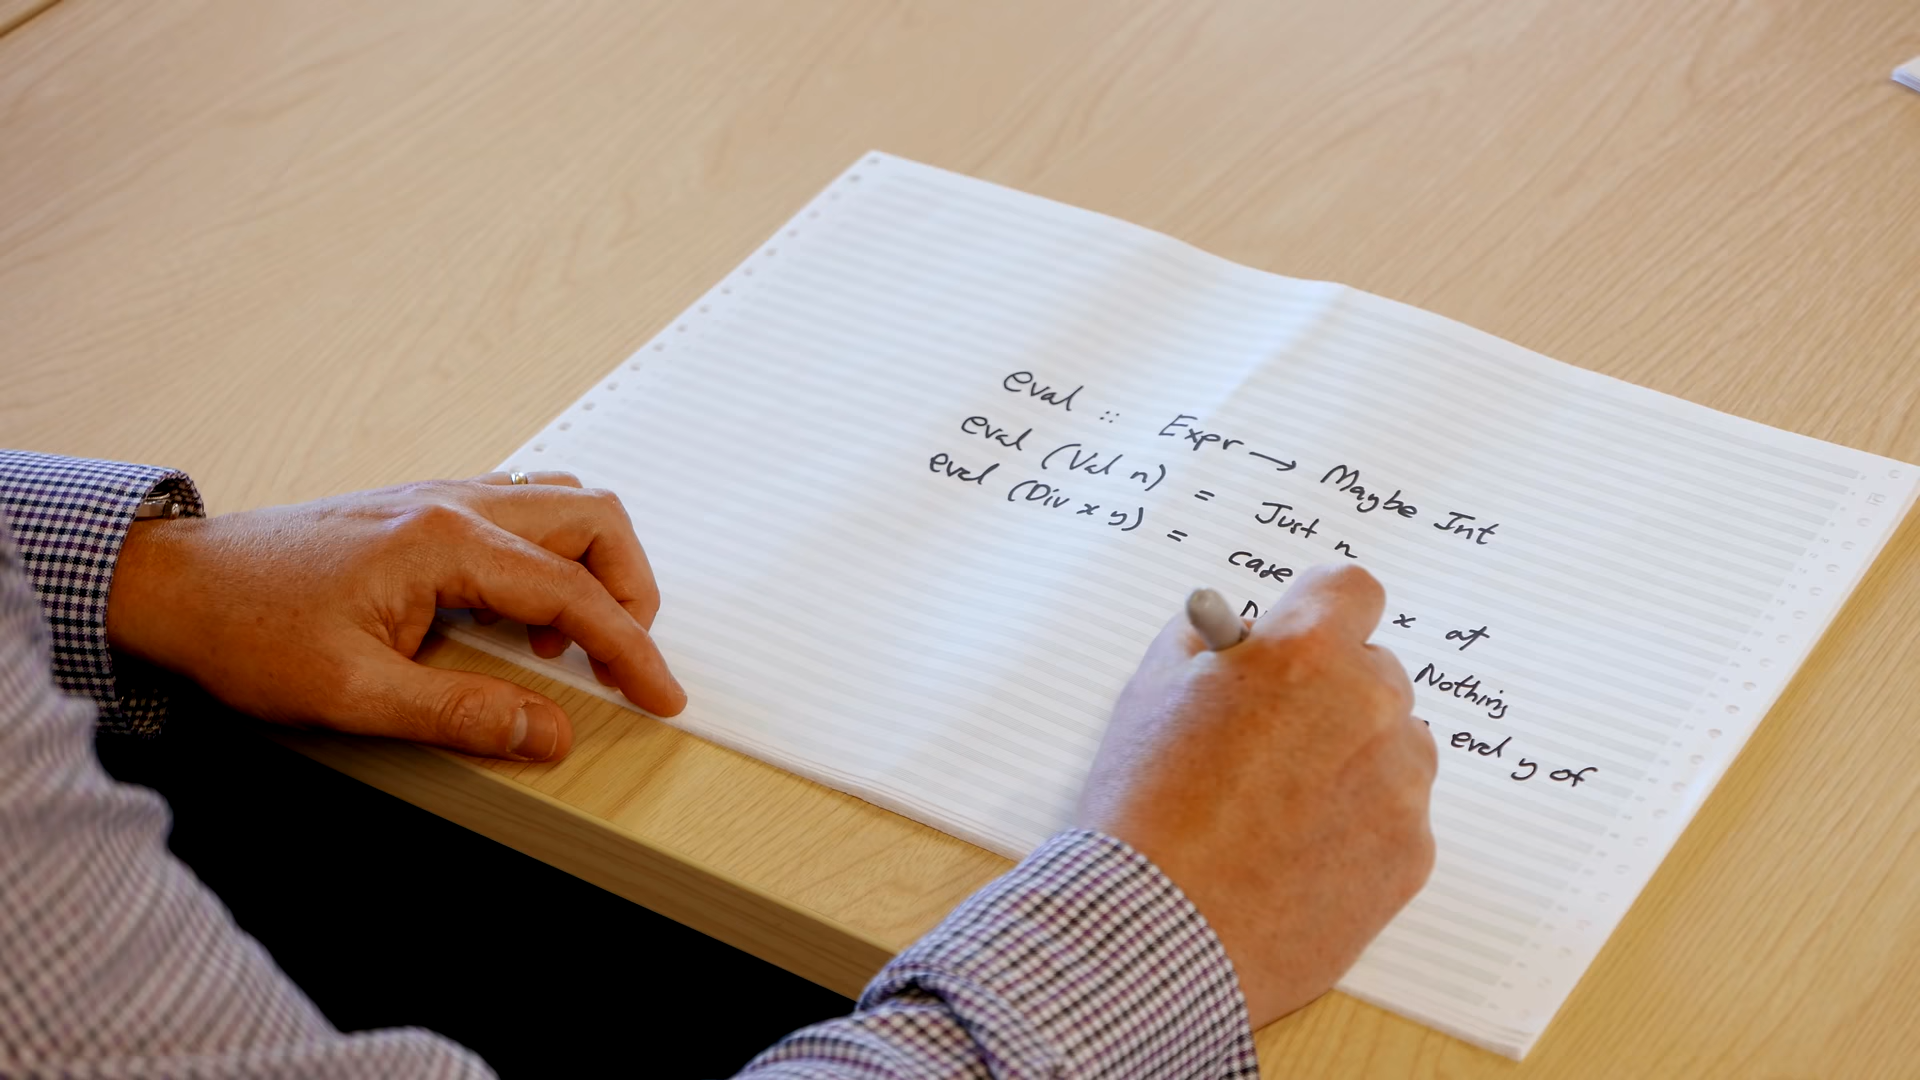 eval :: Expr → Maybe Int
eval (Val n) = Just n
eval (Div x y) = case x of
Nothing
eval y of